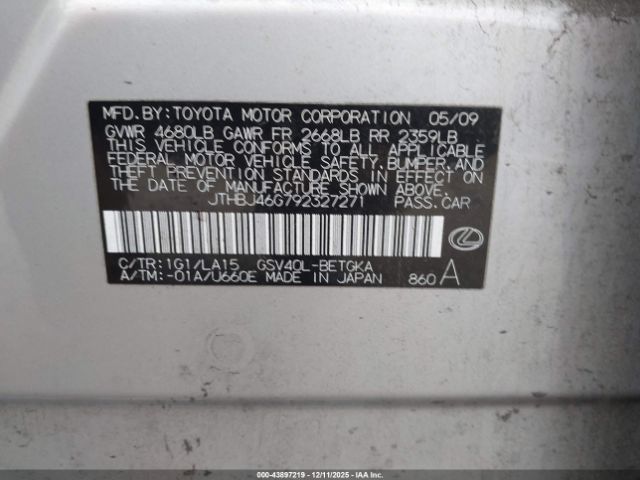 MFD.BY:TOYOTA MOTOR CORPORATION 05/09
GVWR 4680LB GAWR FR 2668LB RR 2359LB
THIS VEHICLE CONFORMS TO ALL APPLICABLE
FEDERAL MOTOR VEHICLE SAFETY, BUMPER, AND
THEFT PREVENTION STANDARDS IN EFFECT ON
THE DATE OF MANUFACTURE SHOWN ABOVE.
JTHBJ46G792327271 PASS.CAR
C/TR:1G1/LA15 GSV40L-BETGKA
A/TM:-01A/U660E MADE IN JAPAN 860 A
000-43897219 - 12/11/2025 - IAAI.com